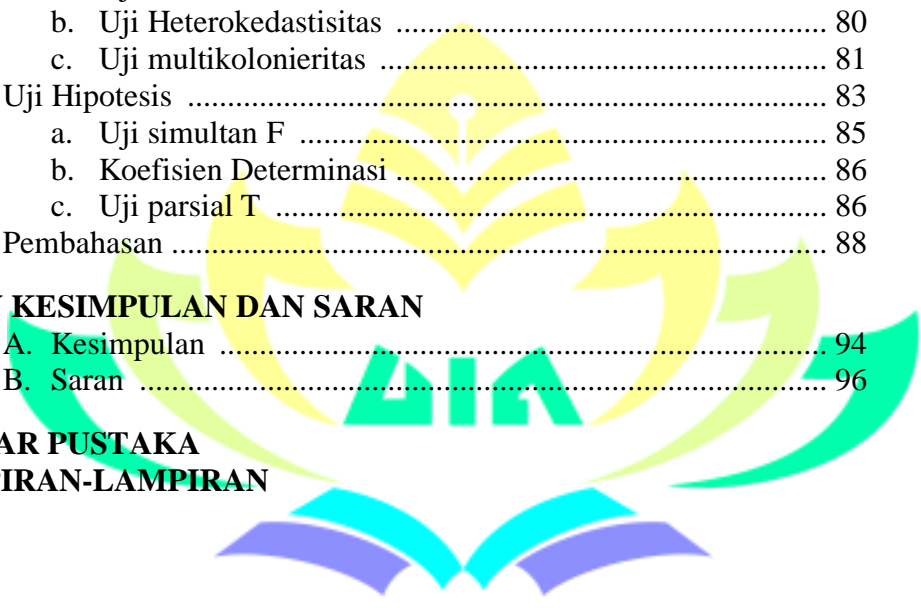 b. Uji Heterokedastisitas ...................................................... 80
c. Uji multikolonieritas ........................................................ 81
Uji Hipotesis ................................................................................ 83
a. Uji simultan F .................................................................. 85
b. Koefisien Determinasi ...................................................... 86
c. Uji parsial T ..................................................................... 86
Pembahasan .................................................................................. 88
KESIMPULAN DAN SARAN
A. Kesimpulan ............................................................................ 94
B. Saran ...................................................................................... 96
AR PUSTAKA
PIRAN-LAMPIRAN